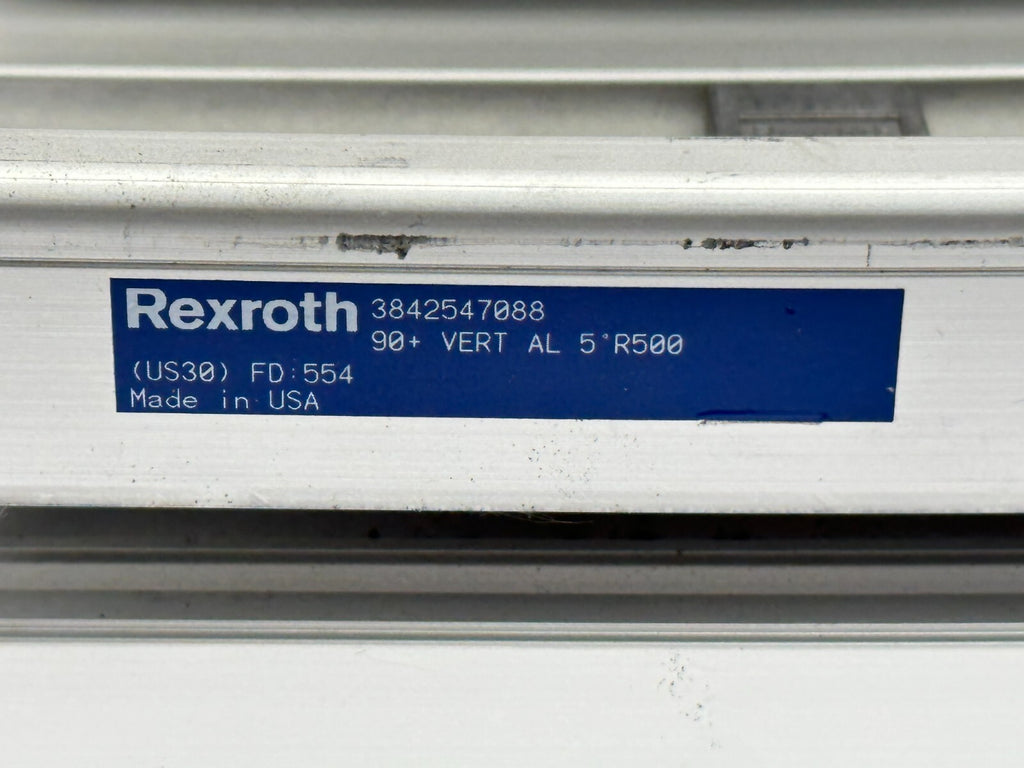 Rexroth 3842547088
90+ VERT AL 5°R500
(US30) FD:554
Made in USA